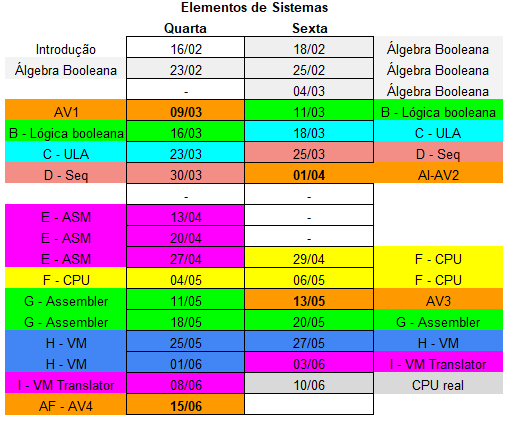 Elementos de Sistemas
Quarta Sexta
Introdução 16/02 18/02 Álgebra Booleana
Álgebra Booleana 23/02 25/02 Álgebra Booleana
- 04/03 Álgebra Booleana
AV1 09/03 11/03 B - Lógica booleana
B - Lógica booleana 16/03 18/03 C - ULA
C - ULA 23/03 25/03 D - Seq
D - Seq 30/03 01/04 AI-AV2
- -
E - ASM 13/04 -
E - ASM 20/04 -
E - ASM 27/04 29/04 F - CPU
F - CPU 04/05 06/05 F - CPU
G - Assembler 11/05 13/05 AV3
G - Assembler 18/05 20/05 G - Assembler
H - VM 25/05 27/05 H - VM
H - VM 01/06 03/06 I - VM Translator
I - VM Translator 08/06 10/06 CPU real
AF - AV4 15/06